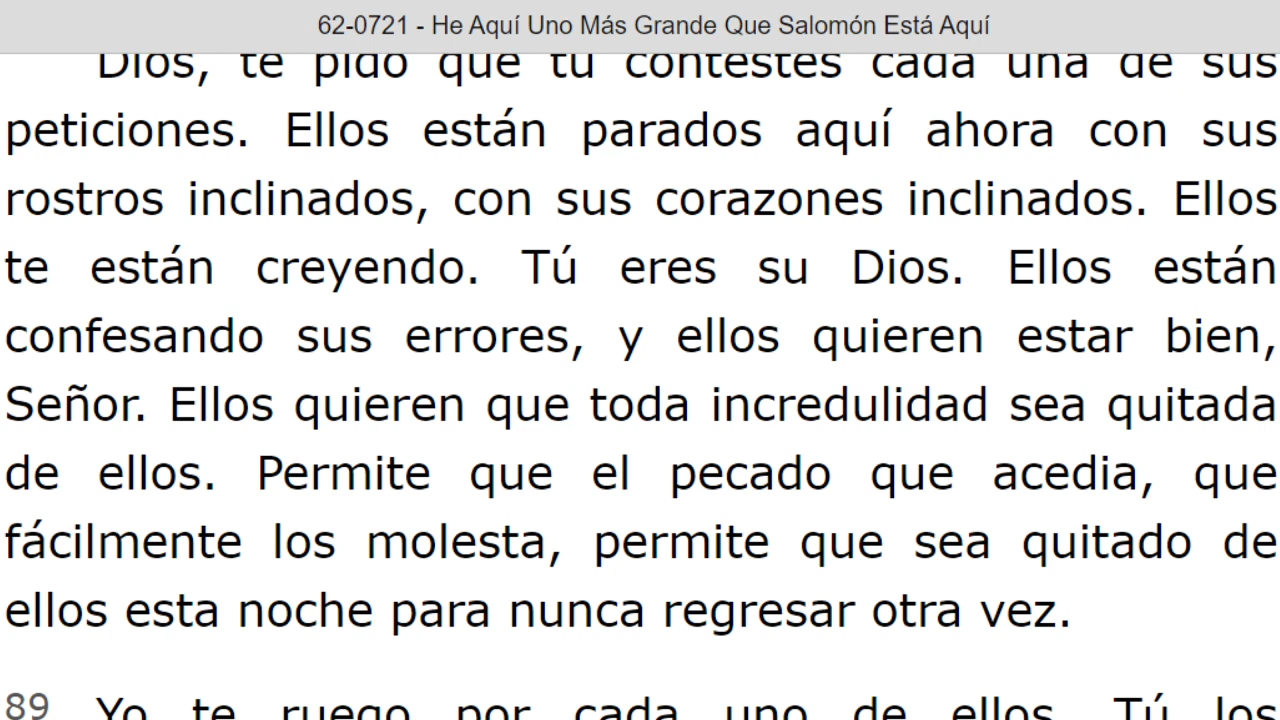 62-0721 - He Aquí Uno Más Grande Que Salomón Está Aquí
Dios, te pido que tú contestes cada una de sus
peticiones. Ellos están parados aquí ahora con sus
rostros inclinados, con sus corazones inclinados. Ellos
te están creyendo. Tú eres su Dios. Ellos están
confesando sus errores, y ellos quieren estar bien,
Señor. Ellos quieren que toda incredulidad sea quitada
de ellos. Permite que el pecado que acedia, que
fácilmente los molesta, permite que sea quitado de
ellos esta noche para nunca regresar otra vez.
89 Yo te ruego por cada uno de ellos. Tú los